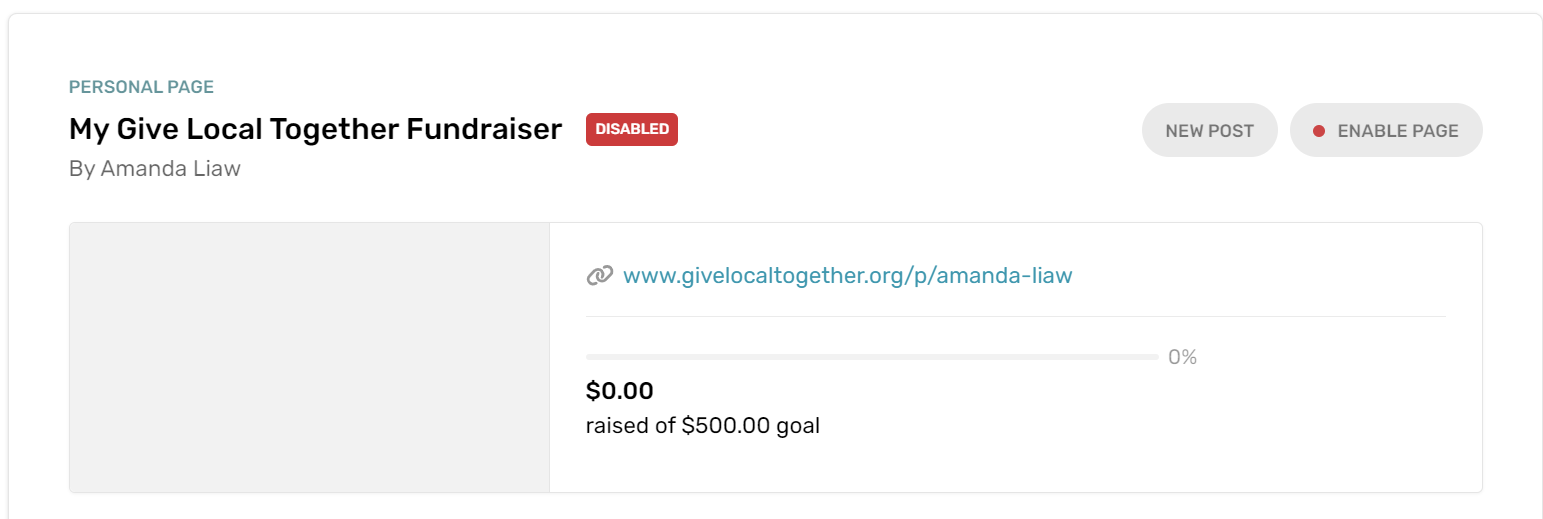 PERSONAL PAGE
My Give Local Together Fundraiser DISABLED
By Amanda Liaw
NEW POST ENABLE PAGE
www.givelocaltogether.org/p/amanda-liaw
0%
$0.00
raised of $500.00 goal